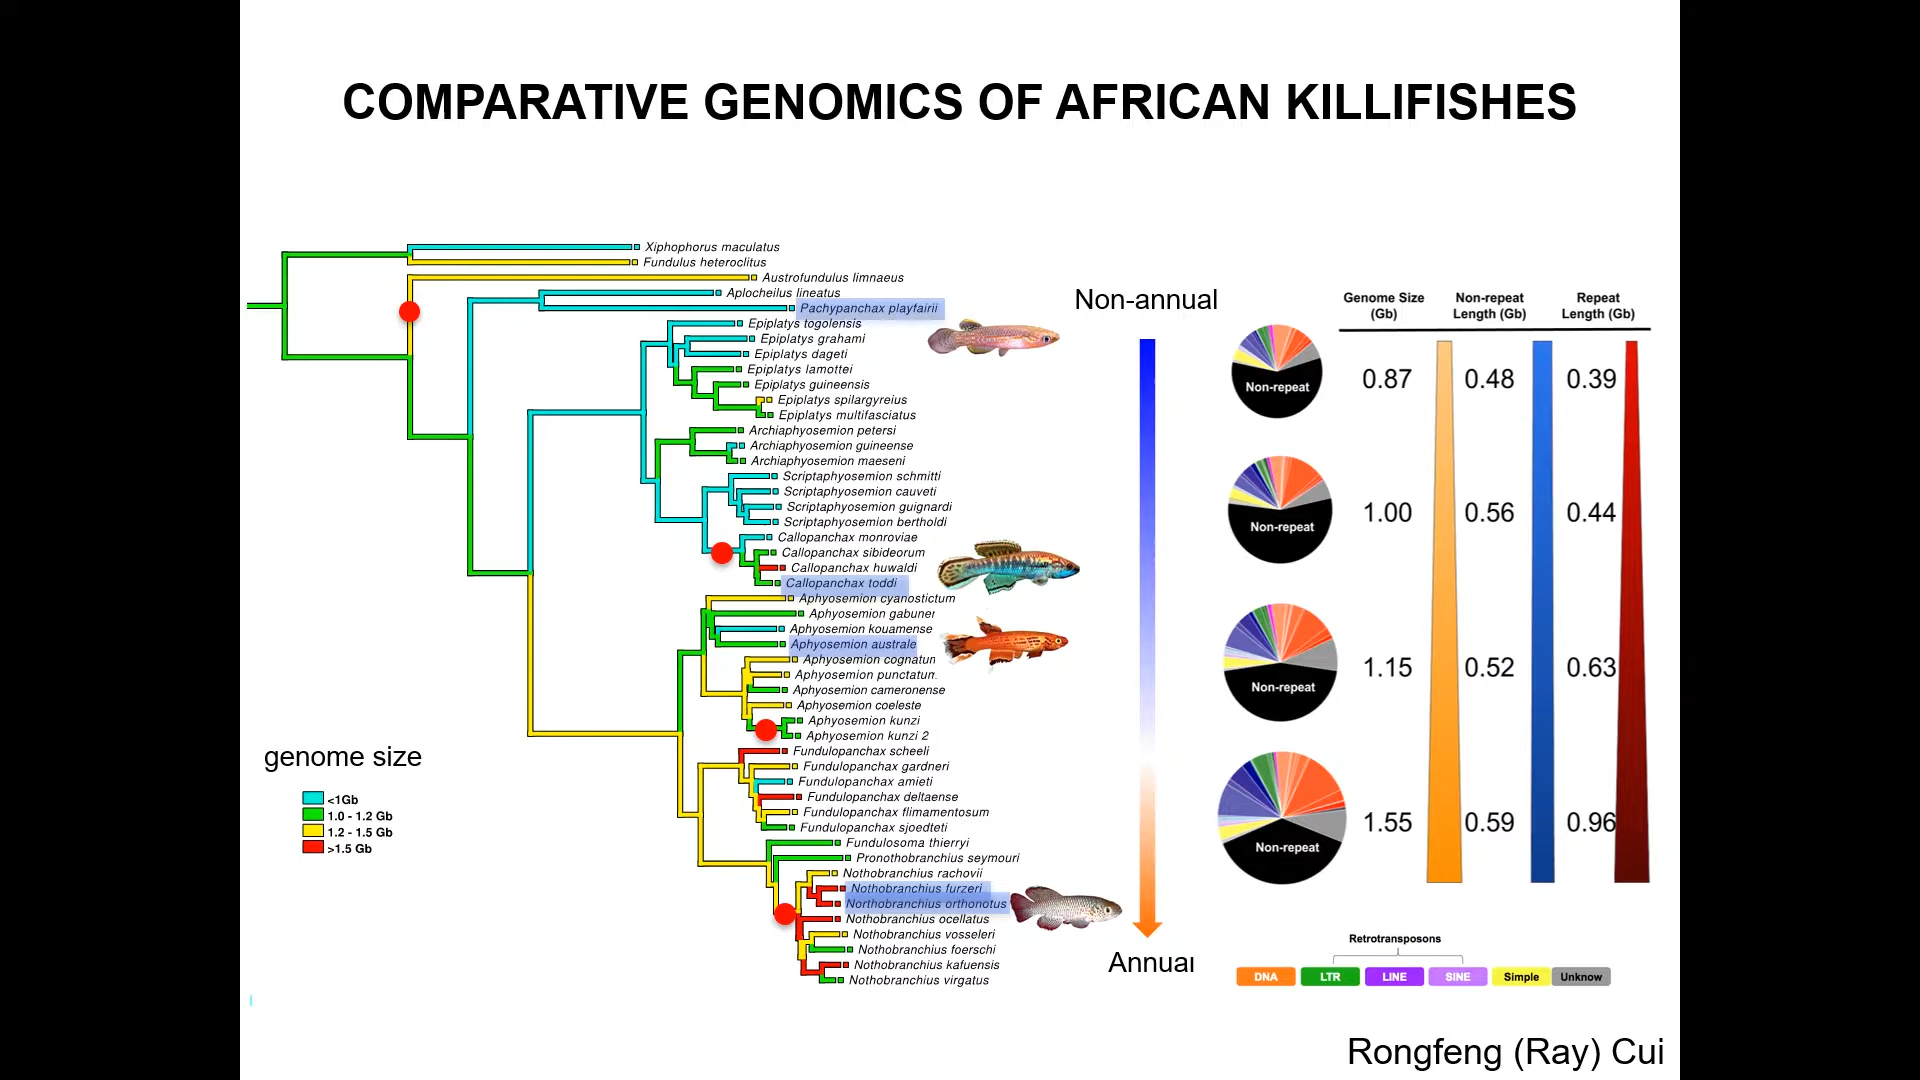 COMPARATIVE GENOMICS OF AFRICAN KILLIFISHES
Xiphophorus maculatus
Fundulus heteroclitus
Austrofundulus limnaeus
Aplocheilus lineatus
Pachypanchax playfairii
Epiplatys togolensis
Epiplatys grahami
Epiplatys dageti
Epiplatys lamottei
Epiplatys guineensis
Epiplatys spilargyreius
Epiplatys multifasciatus
Archiaphyosemion petersi
Archiaphyosemion guineense
Archiaphyosemion maeseni
Scriptaphyosemion schmitti
Scriptaphyosemion cauveti
Scriptaphyosemion guignardi
Scriptaphyosemion bertholdi
Callopanchax monroviae
Callopanchax sibideorum
Callopanchax huwaldi
Callopanchax toddi
Aphyosemion cyanostictum
Aphyosemion gabuner
Aphyosemion kouamense
Aphyosemion australe
Aphyosemion cognatun
Aphyosemion punctatun
Aphyosemion cameronense
Aphyosemion coeleste
Aphyosemion kunzi
Aphyosemion kunzi 2
Fundulopanchax scheeli
Fundulopanchax gardneri
Fundulopanchax amieti
Fundulopanchax deltaense
Fundulopanchax flimamentosum
Fundulopanchax sjoedteti
Fundulosoma thierryi
Pronothobranchius seymouri
Nothobranchius rachovii
Nothobranchius furzeri
Northobranchius orthonotus
Nothobranchius ocellatus
Nothobranchius vosseleri
Nothobranchius foerschi
Nothobranchius kafuensis
Nothobranchius virgatus
genome size
<1Gb
1.0 - 1.2 Gb
1.2 - 1.5 Gb
>1.5 Gb
Non-annual
Annual
Genome Size (Gb)
Non-repeat Length (Gb)
Repeat Length (Gb)
Non-repeat
0.87 0.48 0.39
Non-repeat
1.00 0.56 0.44
Non-repeat
1.15 0.52 0.63
Non-repeat
1.55 0.59 0.96
Retrotransposons
DNA LTR LINE SINE Simple Unknow
Rongfeng (Ray) Cui